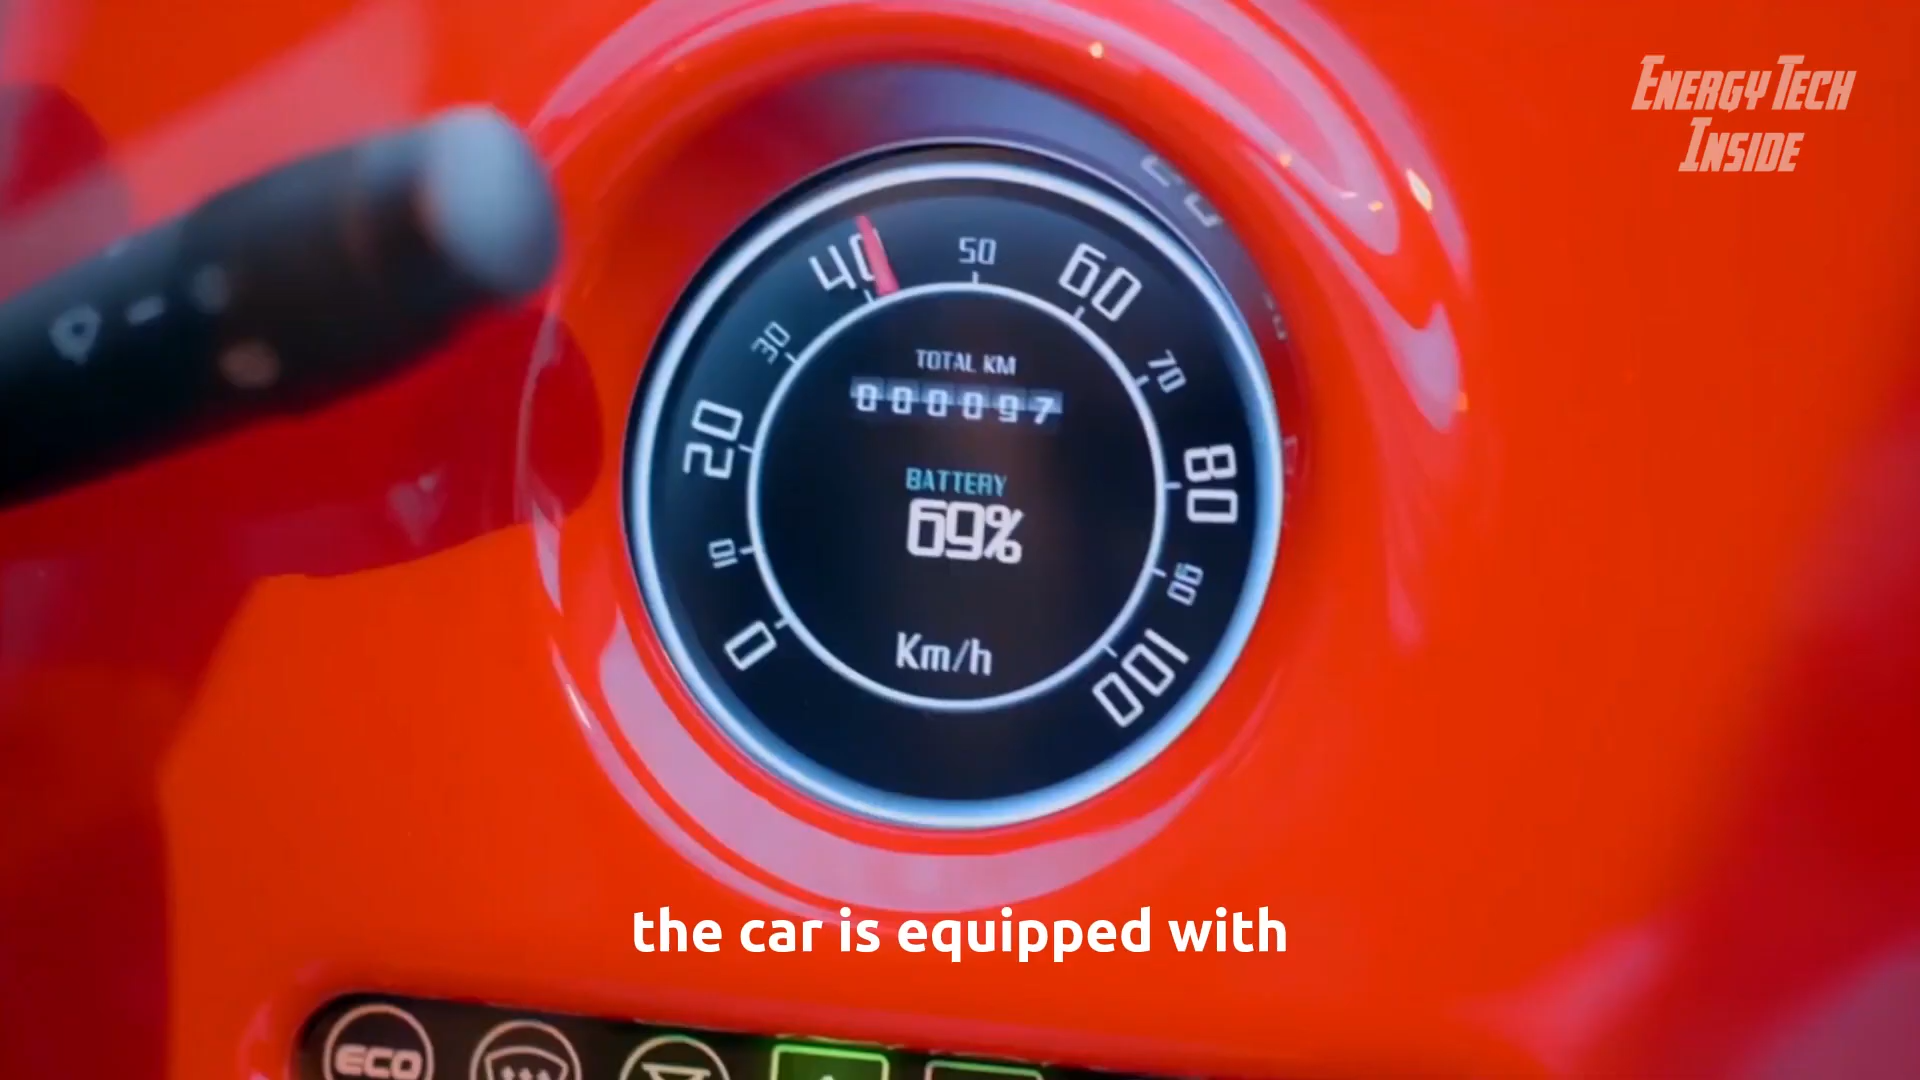 ENERGY TECH
INSIDE
40
50
60
30
70
TOTAL KM
000097
20
80
BATTERY
69%
10
90
0
Km/h
100
the car is equipped with
ECO